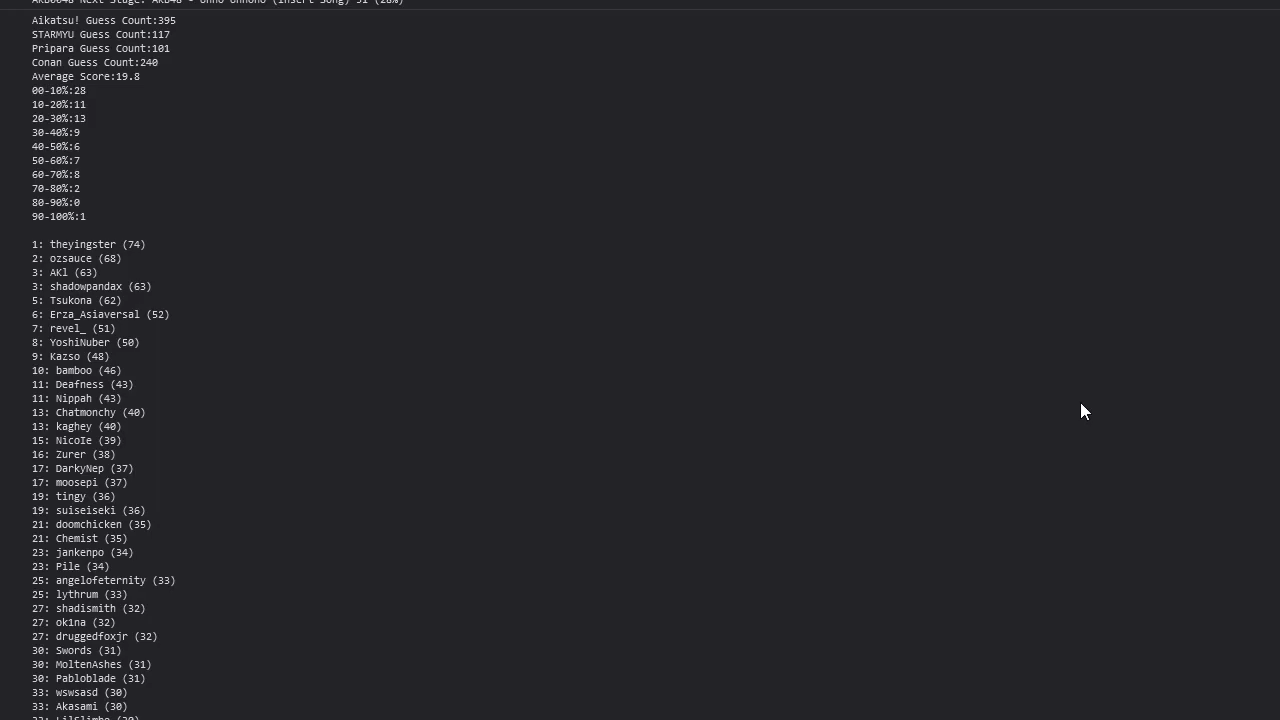 Aikatsu! Guess Count:395
STARMYU Guess Count:117
Pripara Guess Count:101
Conan Guess Count:240
Average Score:19.8
00-10%:28
10-20%:11
20-30%:13
30-40%:9
40-50%:6
50-60%:7
60-70%:8
70-80%:2
80-90%:0
90-100%:1
1: theyingster (74)
2: ozsauce (68)
3: AKl (63)
3: shadowpandax (63)
5: Tsukona (62)
6: Erza_Asiaversal (52)
7: revel_ (51)
8: YoshiNuber (50)
9: Kazso (48)
10: bamboo (46)
11: Deafness (43)
11: Nippah (43)
13: Chatmonchy (40)
13: kaghey (40)
15: NicoIe (39)
16: Zurer (38)
17: DarkyNep (37)
17: moosepi (37)
19: tingy (36)
19: suiseiseki (36)
21: doomchicken (35)
21: Chemist (35)
23: jankenpo (34)
23: Pile (34)
25: angelofeternity (33)
25: lythrum (33)
27: shadismith (32)
27: ok1na (32)
27: druggedfoxjr (32)
30: Swords (31)
30: MoltenAshes (31)
30: Pabloblade (31)
33: wswsasd (30)
33: Akasami (30)